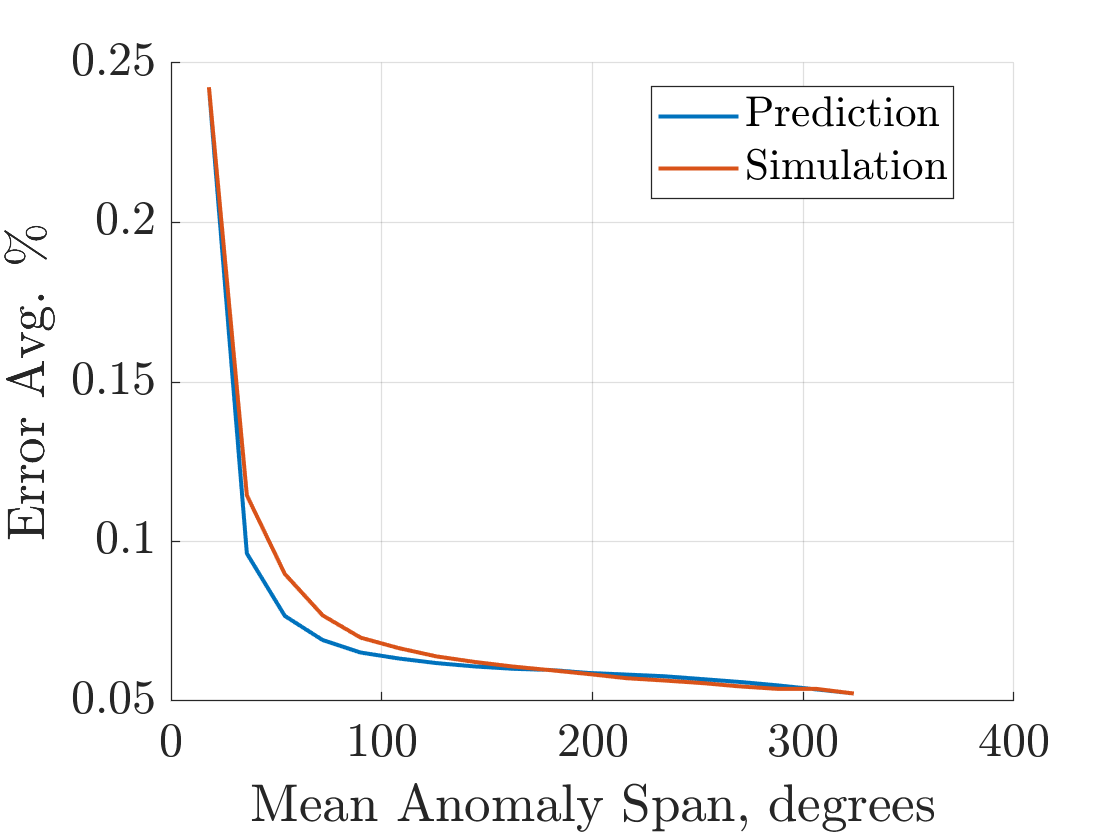 0.25
0.2
0.15
0.1
0.05
0
100
200
300
400
Error Avg. %
Mean Anomaly Span, degrees
Prediction
Simulation